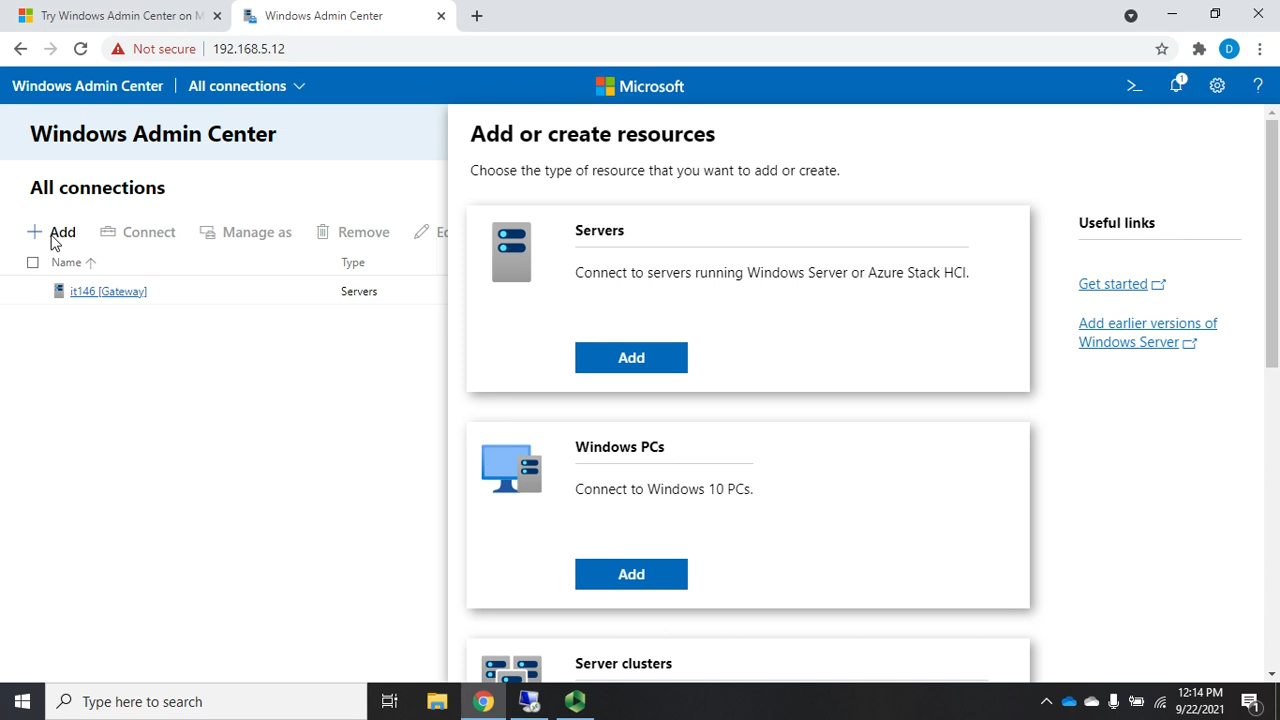 Try Windows Admin Center on M
Windows Admin Center
Not secure
192.168.5.12
D
Windows Admin Center
All connections
Microsoft
1
?
Windows Admin Center
All connections
Add
Connect
Manage as
Remove
Ed
Name
Type
it146 [Gateway]
Servers
Add or create resources
Choose the type of resource that you want to add or create.
Servers
Connect to servers running Windows Server or Azure Stack HCI.
Add
Windows PCs
Connect to Windows 10 PCs.
Add
Server clusters
Useful links
Get started
Add earlier versions of
Windows Server
Type here to search
12:14 PM
9/22/2021
1